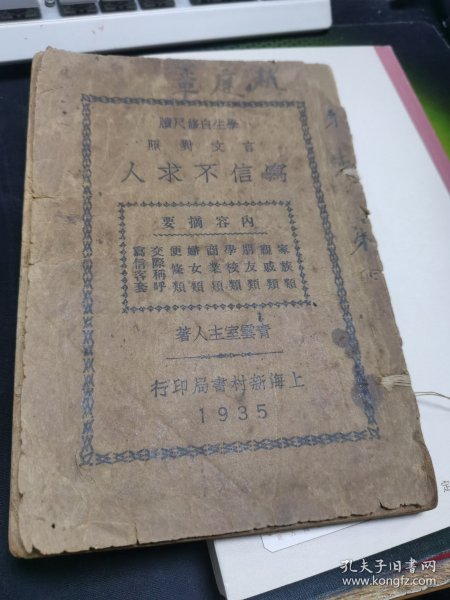 學生自修尺牘
言文對照
寫信不求人
內容摘要
家族類
親戚類
朋友類
學校類
商業類
婦女類
便條類
交際稱呼
寫信客套
青雲室主人著
上海新村書局印行
1935
定
孔夫子旧书网
www.kongfz.com